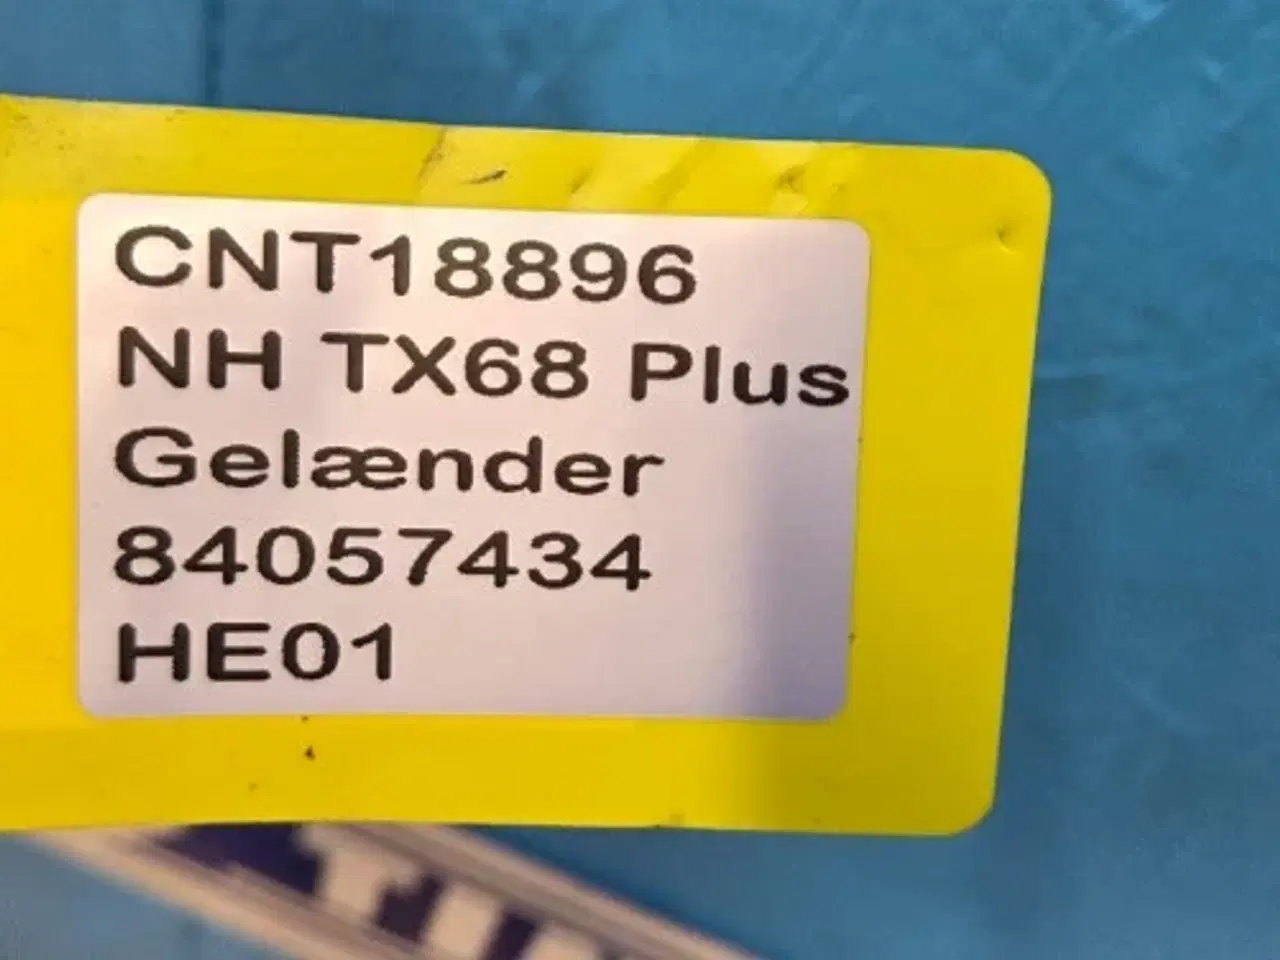 CNT18896
NH TX68 Plus
Gelænder
84057434
HE01